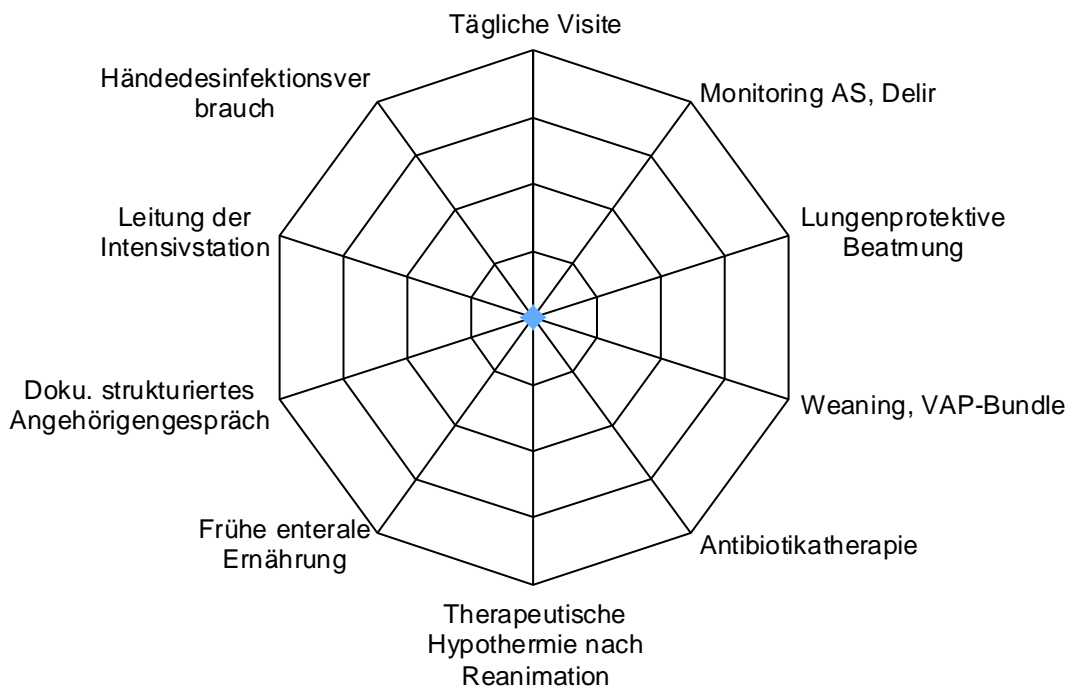 Tägliche Visite
Monitoring AS, Delir
Lungenprotektive
Beatmung
Weaning, VAP-Bundle
Antibiotikatherapie
Therapeutische
Hypothermie nach
Reanimation
Frühe enterale
Ernährung
Doku. strukturiertes
Angehörigengespräch
Leitung der
Intensivstation
Händedesinfektionsver
brauch